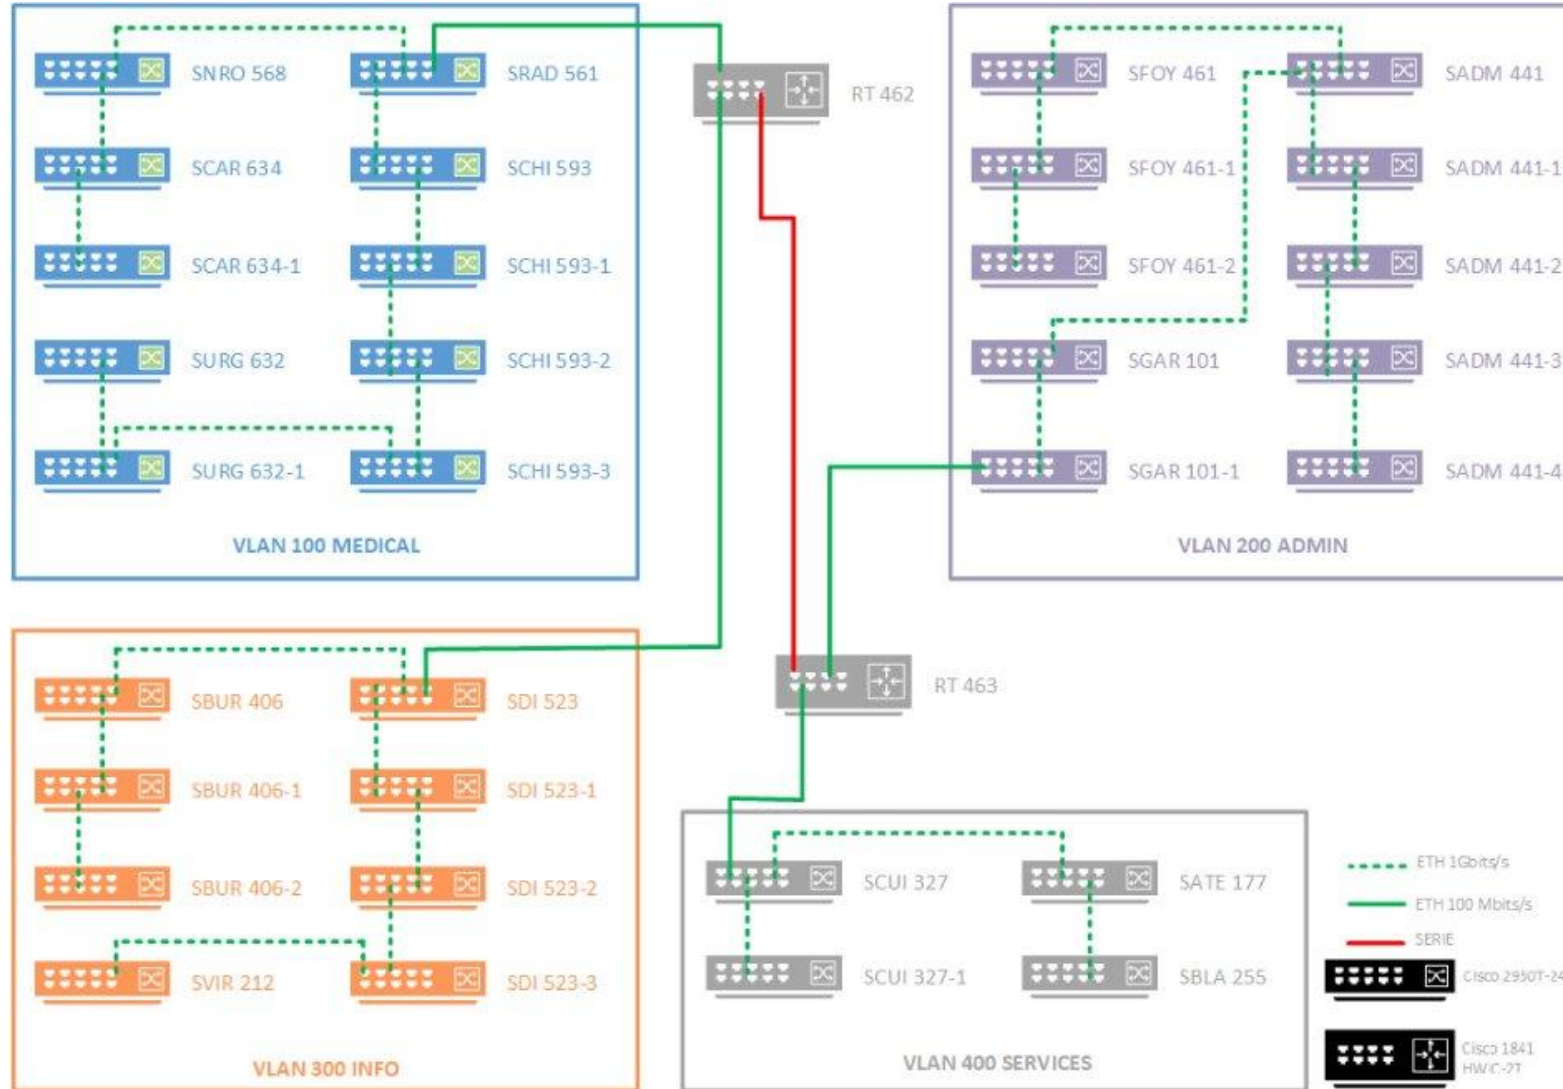 SNRO 568
SRAD 561
SCAR 634
SCHI 593
SCAR 634-1
SCHI 593-1
SURG 632
SCHI 593-2
SURG 632-1
SCHI 593-3
VLAN 100 MEDICAL
RT 462
SFOY 461
SADM 441
SFOY 461-1
SADM 441-1
SFOY 461-2
SADM 441-2
SGAR 101
SADM 441-3
SGAR 101-1
SADM 441-4
VLAN 200 ADMIN
SBUR 406
SDI 523
SBUR 406-1
SDI 523-1
SBUR 406-2
SDI 523-2
SVIR 212
SDI 523-3
VLAN 300 INFO
RT 463
SCUI 327
SATE 177
SCUI 327-1
SBLA 255
VLAN 400 SERVICES
ETH 1Gbits/s
ETH 100 Mbits/s
SERIE
Cisco 2950T-24
Cisco 1841
HWIC-2T